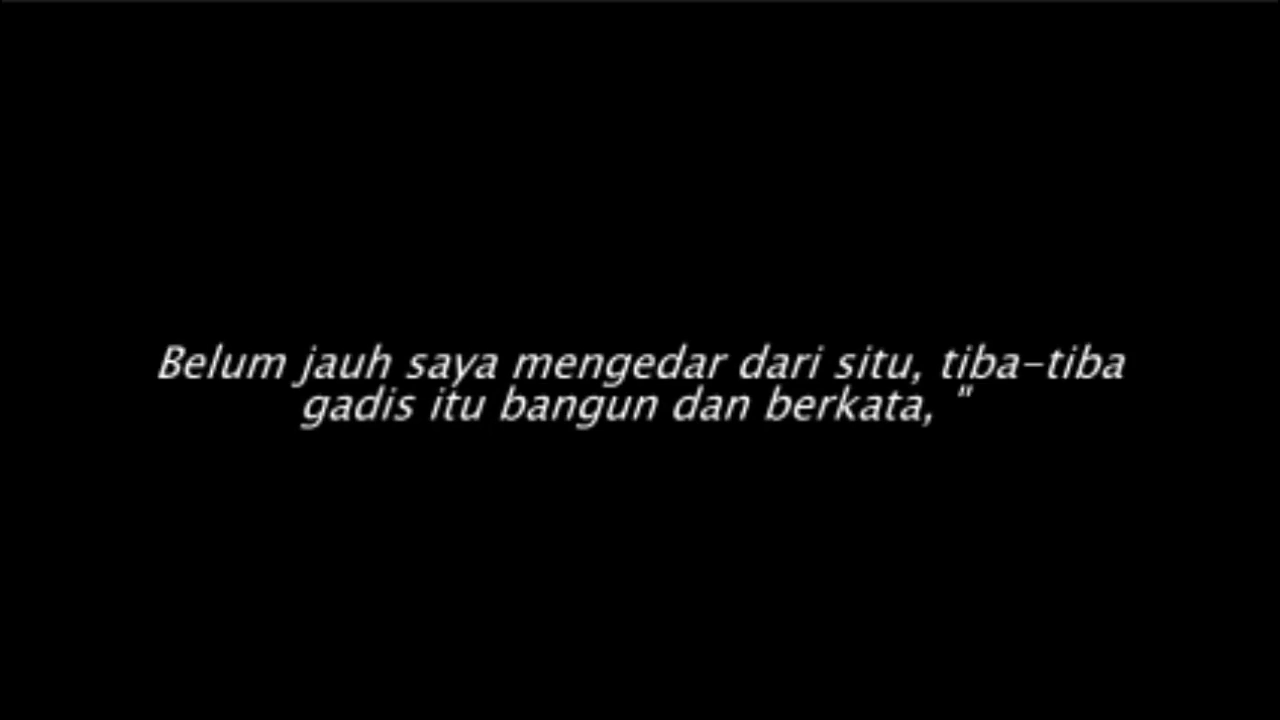 Belum jauh saya mengedar dari situ, tiba-tiba
gadis itu bangun dan berkata, "